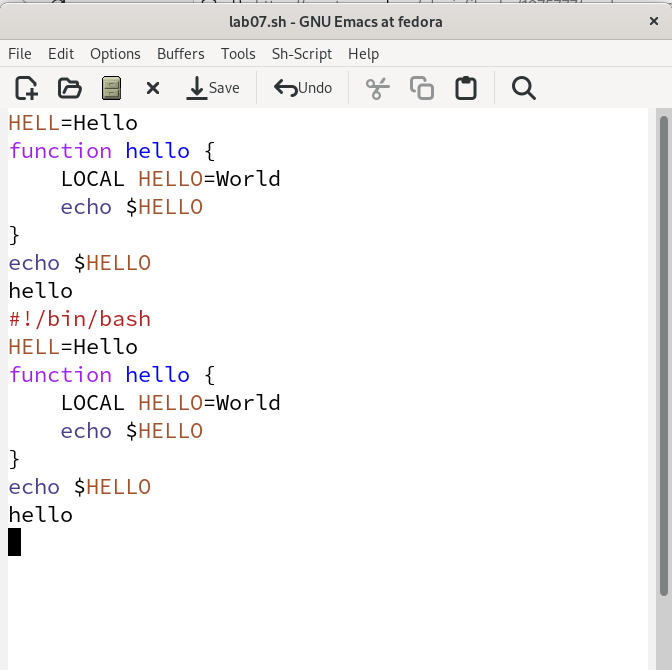 lab07.sh - GNU Emacs at fedora
File Edit Options Buffers Tools Sh-Script Help
Save Undo
HELL=Hello
function hello {
    LOCAL HELLO=World
    echo $HELLO
}
echo $HELLO
hello
#!/bin/bash
HELL=Hello
function hello {
    LOCAL HELLO=World
    echo $HELLO
}
echo $HELLO
hello